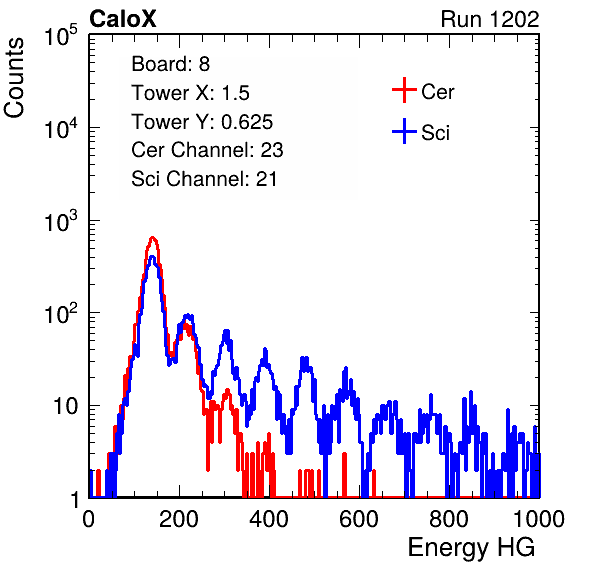 CaloX Run 1202
10^5
Board: 8
Tower X: 1.5
Tower Y: 0.625
Cer Channel: 23
Sci Channel: 21
Cer
Sci
Counts
10^4
10^3
10^2
10
1
0 200 400 600 800 1000
Energy HG